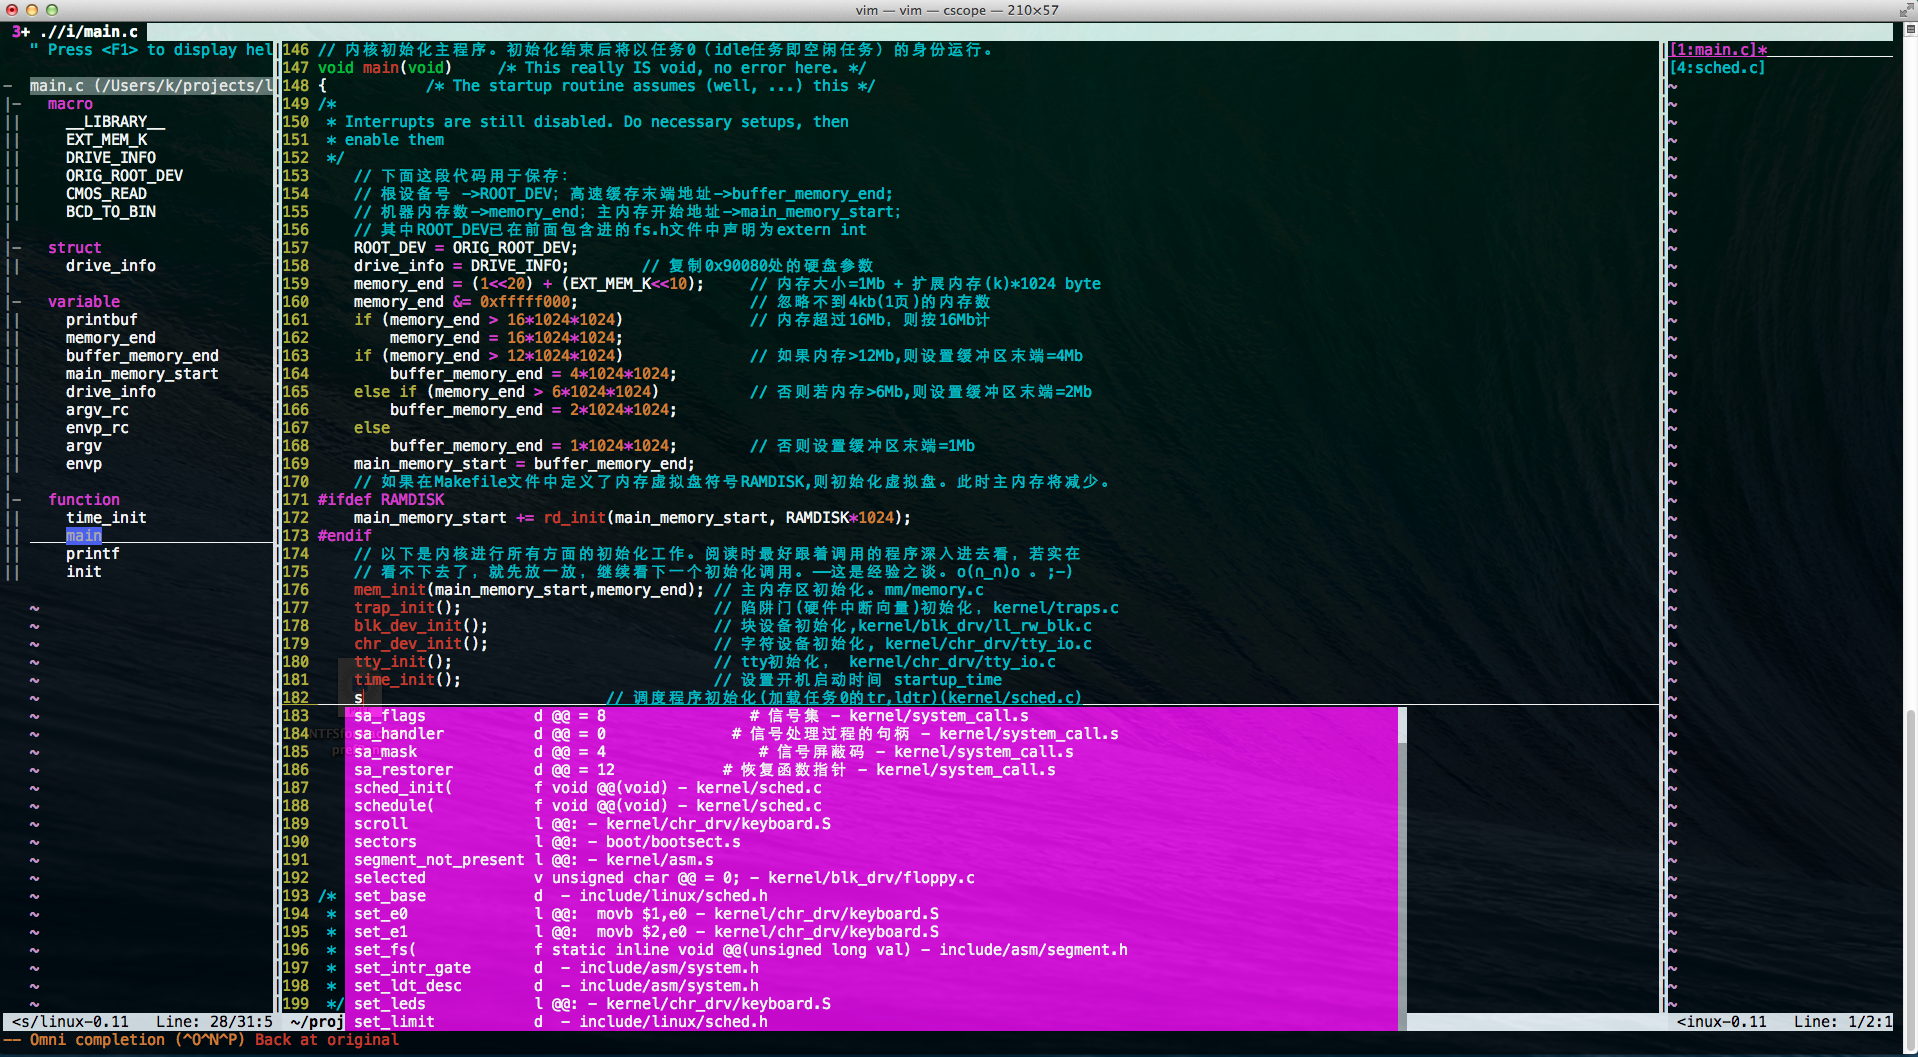 vim — vim — cscope — 210×57
3+ .//i/main.c
" Press <F1> to display hel
— main.c (/Users/k/projects/l
macro
__LIBRARY__
EXT_MEM_K
DRIVE_INFO
ORIG_ROOT_DEV
CMOS_READ
BCD_TO_BIN
struct
drive_info
variable
printbuf
memory_end
buffer_memory_end
main_memory_start
drive_info
argv_rc
envp_rc
argv
envp
function
time_init
main
printf
init
146 // 内核初始化主程序。初始化结束后将以任务0（idle任务即空闲任务）的身份运行。
147 void main(void)     /* This really IS void, no error here. */
148 {           /* The startup routine assumes (well, ...) this */
149 /*
150  * Interrupts are still disabled. Do necessary setups, then
151  * enable them
152  */
153     // 下面这段代码用于保存：
154     // 根设备号 ->ROOT_DEV；高速缓存末端地址->buffer_memory_end;
155     // 机器内存数->memory_end；主内存开始地址->main_memory_start；
156     // 其中ROOT_DEV已在前面包含进的fs.h文件中声明为extern int
157     ROOT_DEV = ORIG_ROOT_DEV;
158     drive_info = DRIVE_INFO;        // 复制0x90080处的硬盘参数
159     memory_end = (1<<20) + (EXT_MEM_K<<10);     // 内存大小=1Mb + 扩展内存(k)*1024 byte
160     memory_end &= 0xfffff000;                   // 忽略不到4kb(1页)的内存数
161     if (memory_end > 16*1024*1024)              // 内存超过16Mb，则按16Mb计
162         memory_end = 16*1024*1024;
163     if (memory_end > 12*1024*1024)              // 如果内存>12Mb,则设置缓冲区末端=4Mb
164         buffer_memory_end = 4*1024*1024;
165     else if (memory_end > 6*1024*1024)          // 否则若内存>6Mb,则设置缓冲区末端=2Mb
166         buffer_memory_end = 2*1024*1024;
167     else
168         buffer_memory_end = 1*1024*1024;        // 否则设置缓冲区末端=1Mb
169     main_memory_start = buffer_memory_end;
170     // 如果在Makefile文件中定义了内存虚拟盘符号RAMDISK,则初始化虚拟盘。此时主内存将减少。
171 #ifdef RAMDISK
172     main_memory_start += rd_init(main_memory_start, RAMDISK*1024);
173 #endif
174     // 以下是内核进行所有方面的初始化工作。阅读时最好跟着调用的程序深入进去看，若实在
175     // 看不下去了，就先放一放，继续看下一个初始化调用。——这是经验之谈。o(∩_∩)o 。;-)
176     mem_init(main_memory_start,memory_end); // 主内存区初始化。mm/memory.c
177     trap_init();                            // 陷阱门(硬件中断向量)初始化，kernel/traps.c
178     blk_dev_init();                         // 块设备初始化,kernel/blk_drv/ll_rw_blk.c
179     chr_dev_init();                         // 字符设备初始化, kernel/chr_drv/tty_io.c
180     tty_init();                             // tty初始化， kernel/chr_drv/tty_io.c
181     time_init();                            // 设置开机启动时间 startup_time
182     s                           // 调度程序初始化(加载任务0的tr,ldtr)(kernel/sched.c)
183     sa_flags            d @@ = 8                # 信号集 - kernel/system_call.s
184     sa_handler          d @@ = 0              # 信号处理过程的句柄 - kernel/system_call.s
185     sa_mask             d @@ = 4                 # 信号屏蔽码 - kernel/system_call.s
186     sa_restorer         d @@ = 12            # 恢复函数指针 - kernel/system_call.s
187     sched_init(         f void @@(void) - kernel/sched.c
188     schedule(           f void @@(void) - kernel/sched.c
189     scroll              l @@: - kernel/chr_drv/keyboard.S
190     sectors             l @@: - boot/bootsect.s
191     segment_not_present l @@: - kernel/asm.s
192     selected            v unsigned char @@ = 0; - kernel/blk_drv/floppy.c
193 /*  set_base            d  - include/linux/sched.h
194  *  set_e0              l @@:  movb $1,e0 - kernel/chr_drv/keyboard.S
195  *  set_e1              l @@:  movb $2,e0 - kernel/chr_drv/keyboard.S
196  *  set_fs(             f static inline void @@(unsigned long val) - include/asm/segment.h
197  *  set_intr_gate       d  - include/asm/system.h
198  *  set_ldt_desc        d  - include/asm/system.h
199  */ set_leds            l @@: - kernel/chr_drv/keyboard.S
set_limit           d  - include/linux/sched.h
[1:main.c]*
[4:sched.c]
<s/linux-0.11   Line: 28/31:5  ~/proj
<inux-0.11   Line: 1/2:1
-- Omni completion (^O^N^P) Back at original